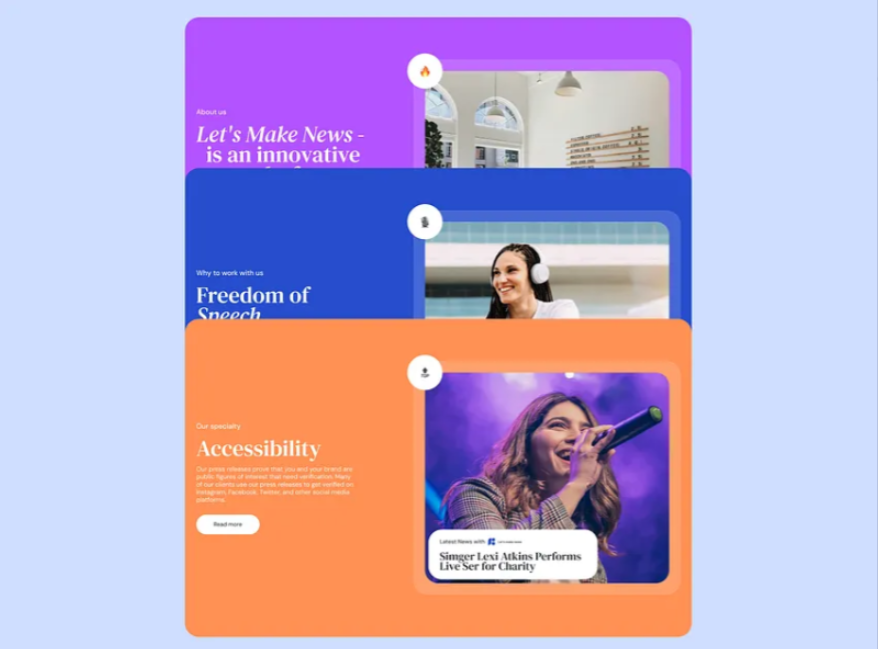 About us
Let's Make News -
is an innovative
Why to work with us
Freedom of
Speech
Our specialty
Accessibility
Our press releases prove that you and your brand are
public figures of interest that need verification. Many
of our clients use our press releases to get verified on
Instagram, Facebook, Twitter, and other social media
platforms.
Read more
TOP
Latest News with
Simger Lexi Atkins Performs
Live Ser for Charity